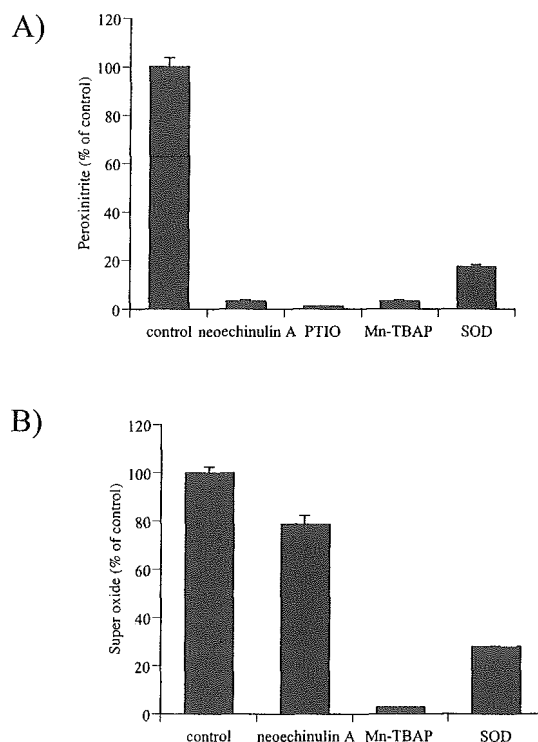 A)
Peroxinitrite (% of control)
120
100
80
60
40
20
0
control neoechinulin A PTIO Mn-TBAP SOD
B)
Super oxide (% of control)
120
100
80
60
40
20
0
control neoechinulin A Mn-TBAP SOD